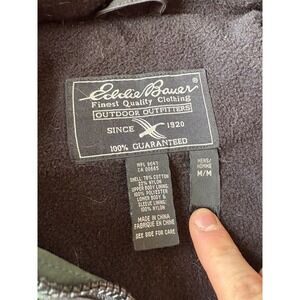 Eddie Bauer
Finest Quality Clothing
OUTDOOR OUTFITTERS
SINCE 1920
100% GUARANTEED
SHELL 78% COTTON
22% NYLON
UPPER BODY LINING
100% POLYESTER
LOWER BODY &
SLEEVE LINING
100% NYLON
MADE IN CHINA
FABRIQUE EN CHINE
SEE SIDE FOR CARE
MENS/
HOMME
M/M